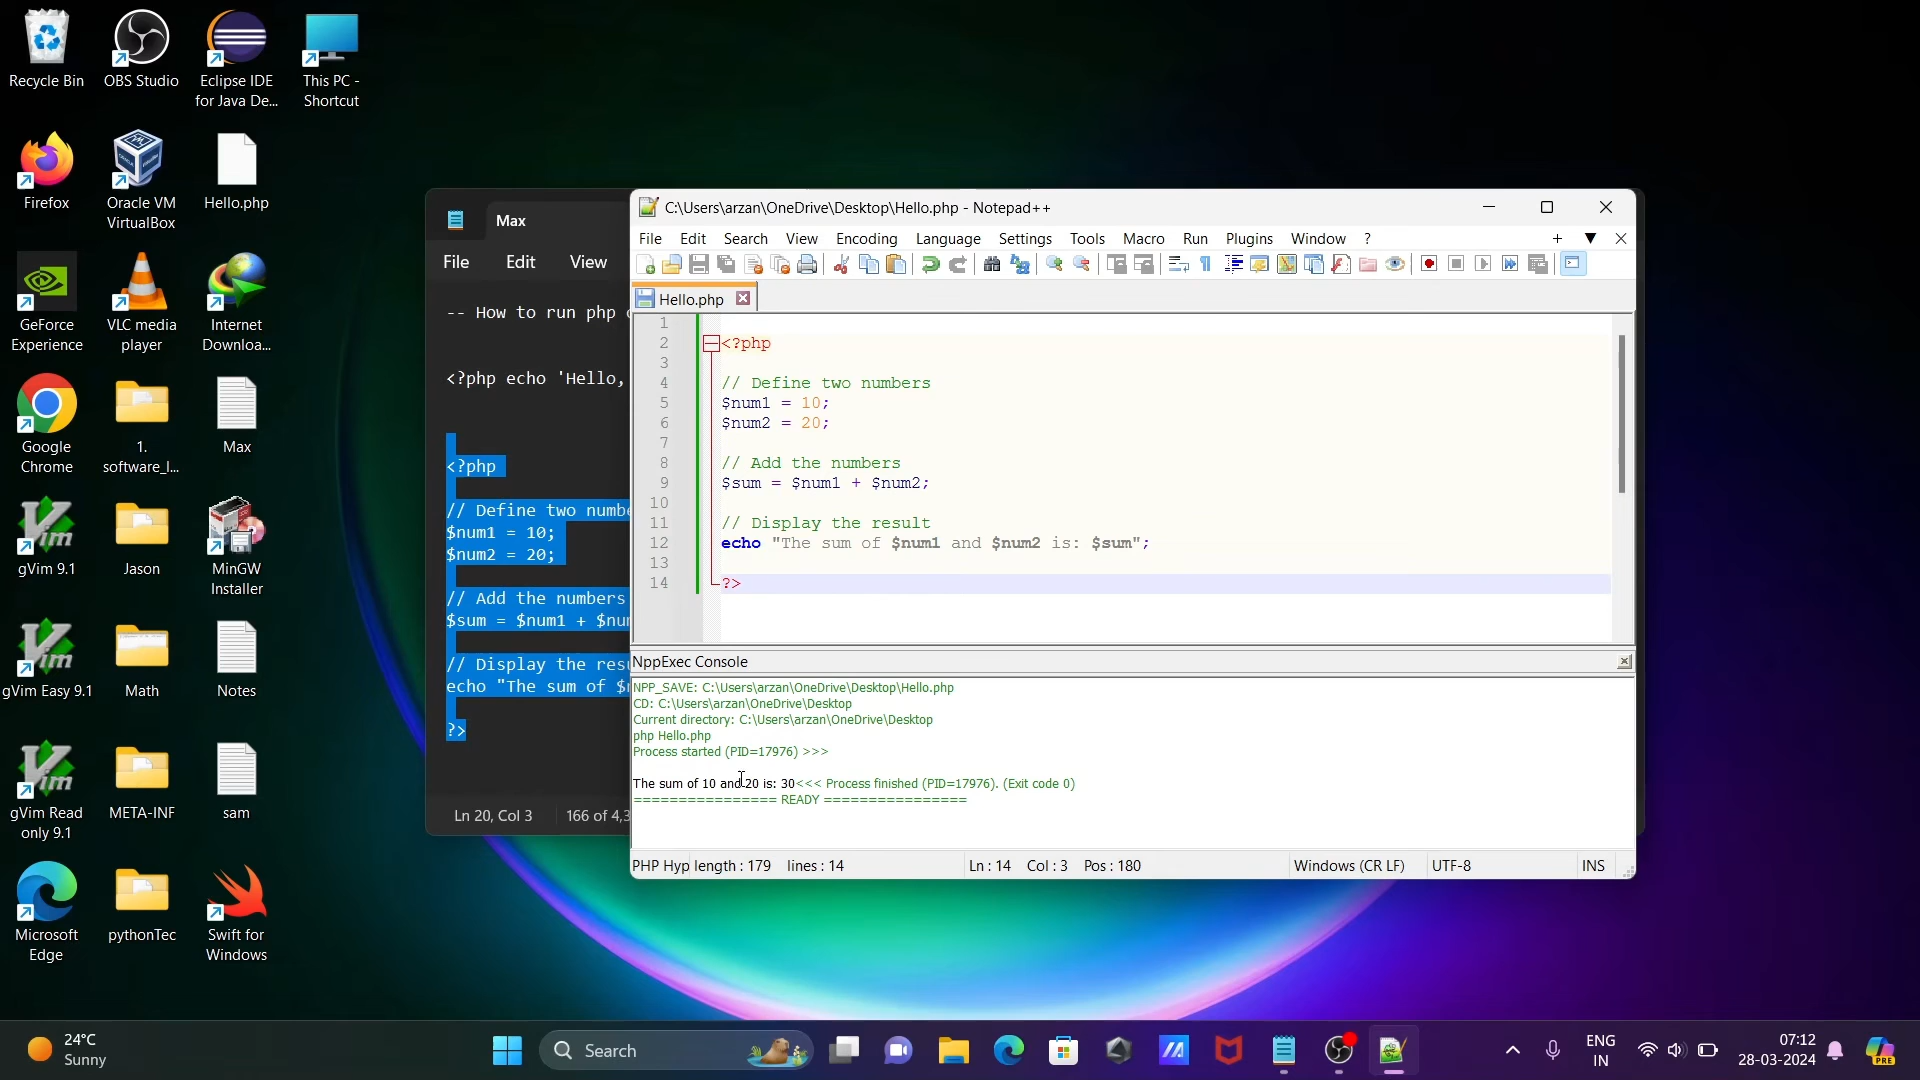 Recycle Bin
OBS Studio
Eclipse IDE
for Java De...
This PC -
Shortcut
Firefox
Oracle VM
VirtualBox
Hello.php
GeForce
Experience
VLC media
player
Internet
Downloa...
Google
Chrome
1.
software_l...
Max
gVim 9.1
Jason
MinGW
Installer
gVim Easy 9.1
Math
Notes
gVim Read
only 9.1
META-INF
sam
Microsoft
Edge
pythonTec
Swift for
Windows
Max
File Edit View
-- How to run php
<?php echo 'Hello,
<?php
// Define two numbe
$num1 = 10;
$num2 = 20;
// Add the numbers
$sum = $num1 + $nu
// Display the resu
echo "The sum of $
?>
Ln 20, Col 3 166 of 4,3
C:\Users\arzan\OneDrive\Desktop\Hello.php - Notepad++
File Edit Search View Encoding Language Settings Tools Macro Run Plugins Window ?
Hello.php
1
2 <?php
3
4 // Define two numbers
5 $num1 = 10;
6 $num2 = 20;
7
8 // Add the numbers
9 $sum = $num1 + $num2;
10
11 // Display the result
12 echo "The sum of $num1 and $num2 is: $sum";
13
14 ?>
NppExec Console
NPP_SAVE: C:\Users\arzan\OneDrive\Desktop\Hello.php
CD: C:\Users\arzan\OneDrive\Desktop
Current directory: C:\Users\arzan\OneDrive\Desktop
php Hello.php
Process started (PID=17976) >>>
The sum of 10 and 20 is: 30<<< Process finished (PID=17976). (Exit code 0)
================ READY ================
PHP Hyp length : 179 lines : 14 Ln : 14 Col : 3 Pos : 180 Windows (CR LF) UTF-8 INS
24°C
Sunny
Search
ENG
IN
07:12
28-03-2024
PRE